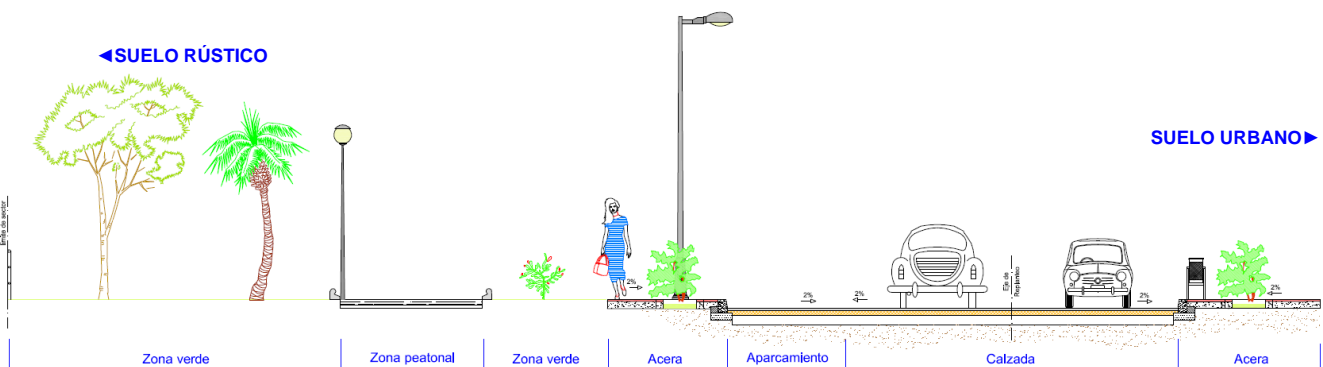 ◄SUELO RÚSTICO
SUELO URBANO►
límite de sector
Eje de
Replanteo
2%
2%
2%
2%
2%
Zona verde
Zona peatonal
Zona verde
Acera
Aparcamiento
Calzada
Acera